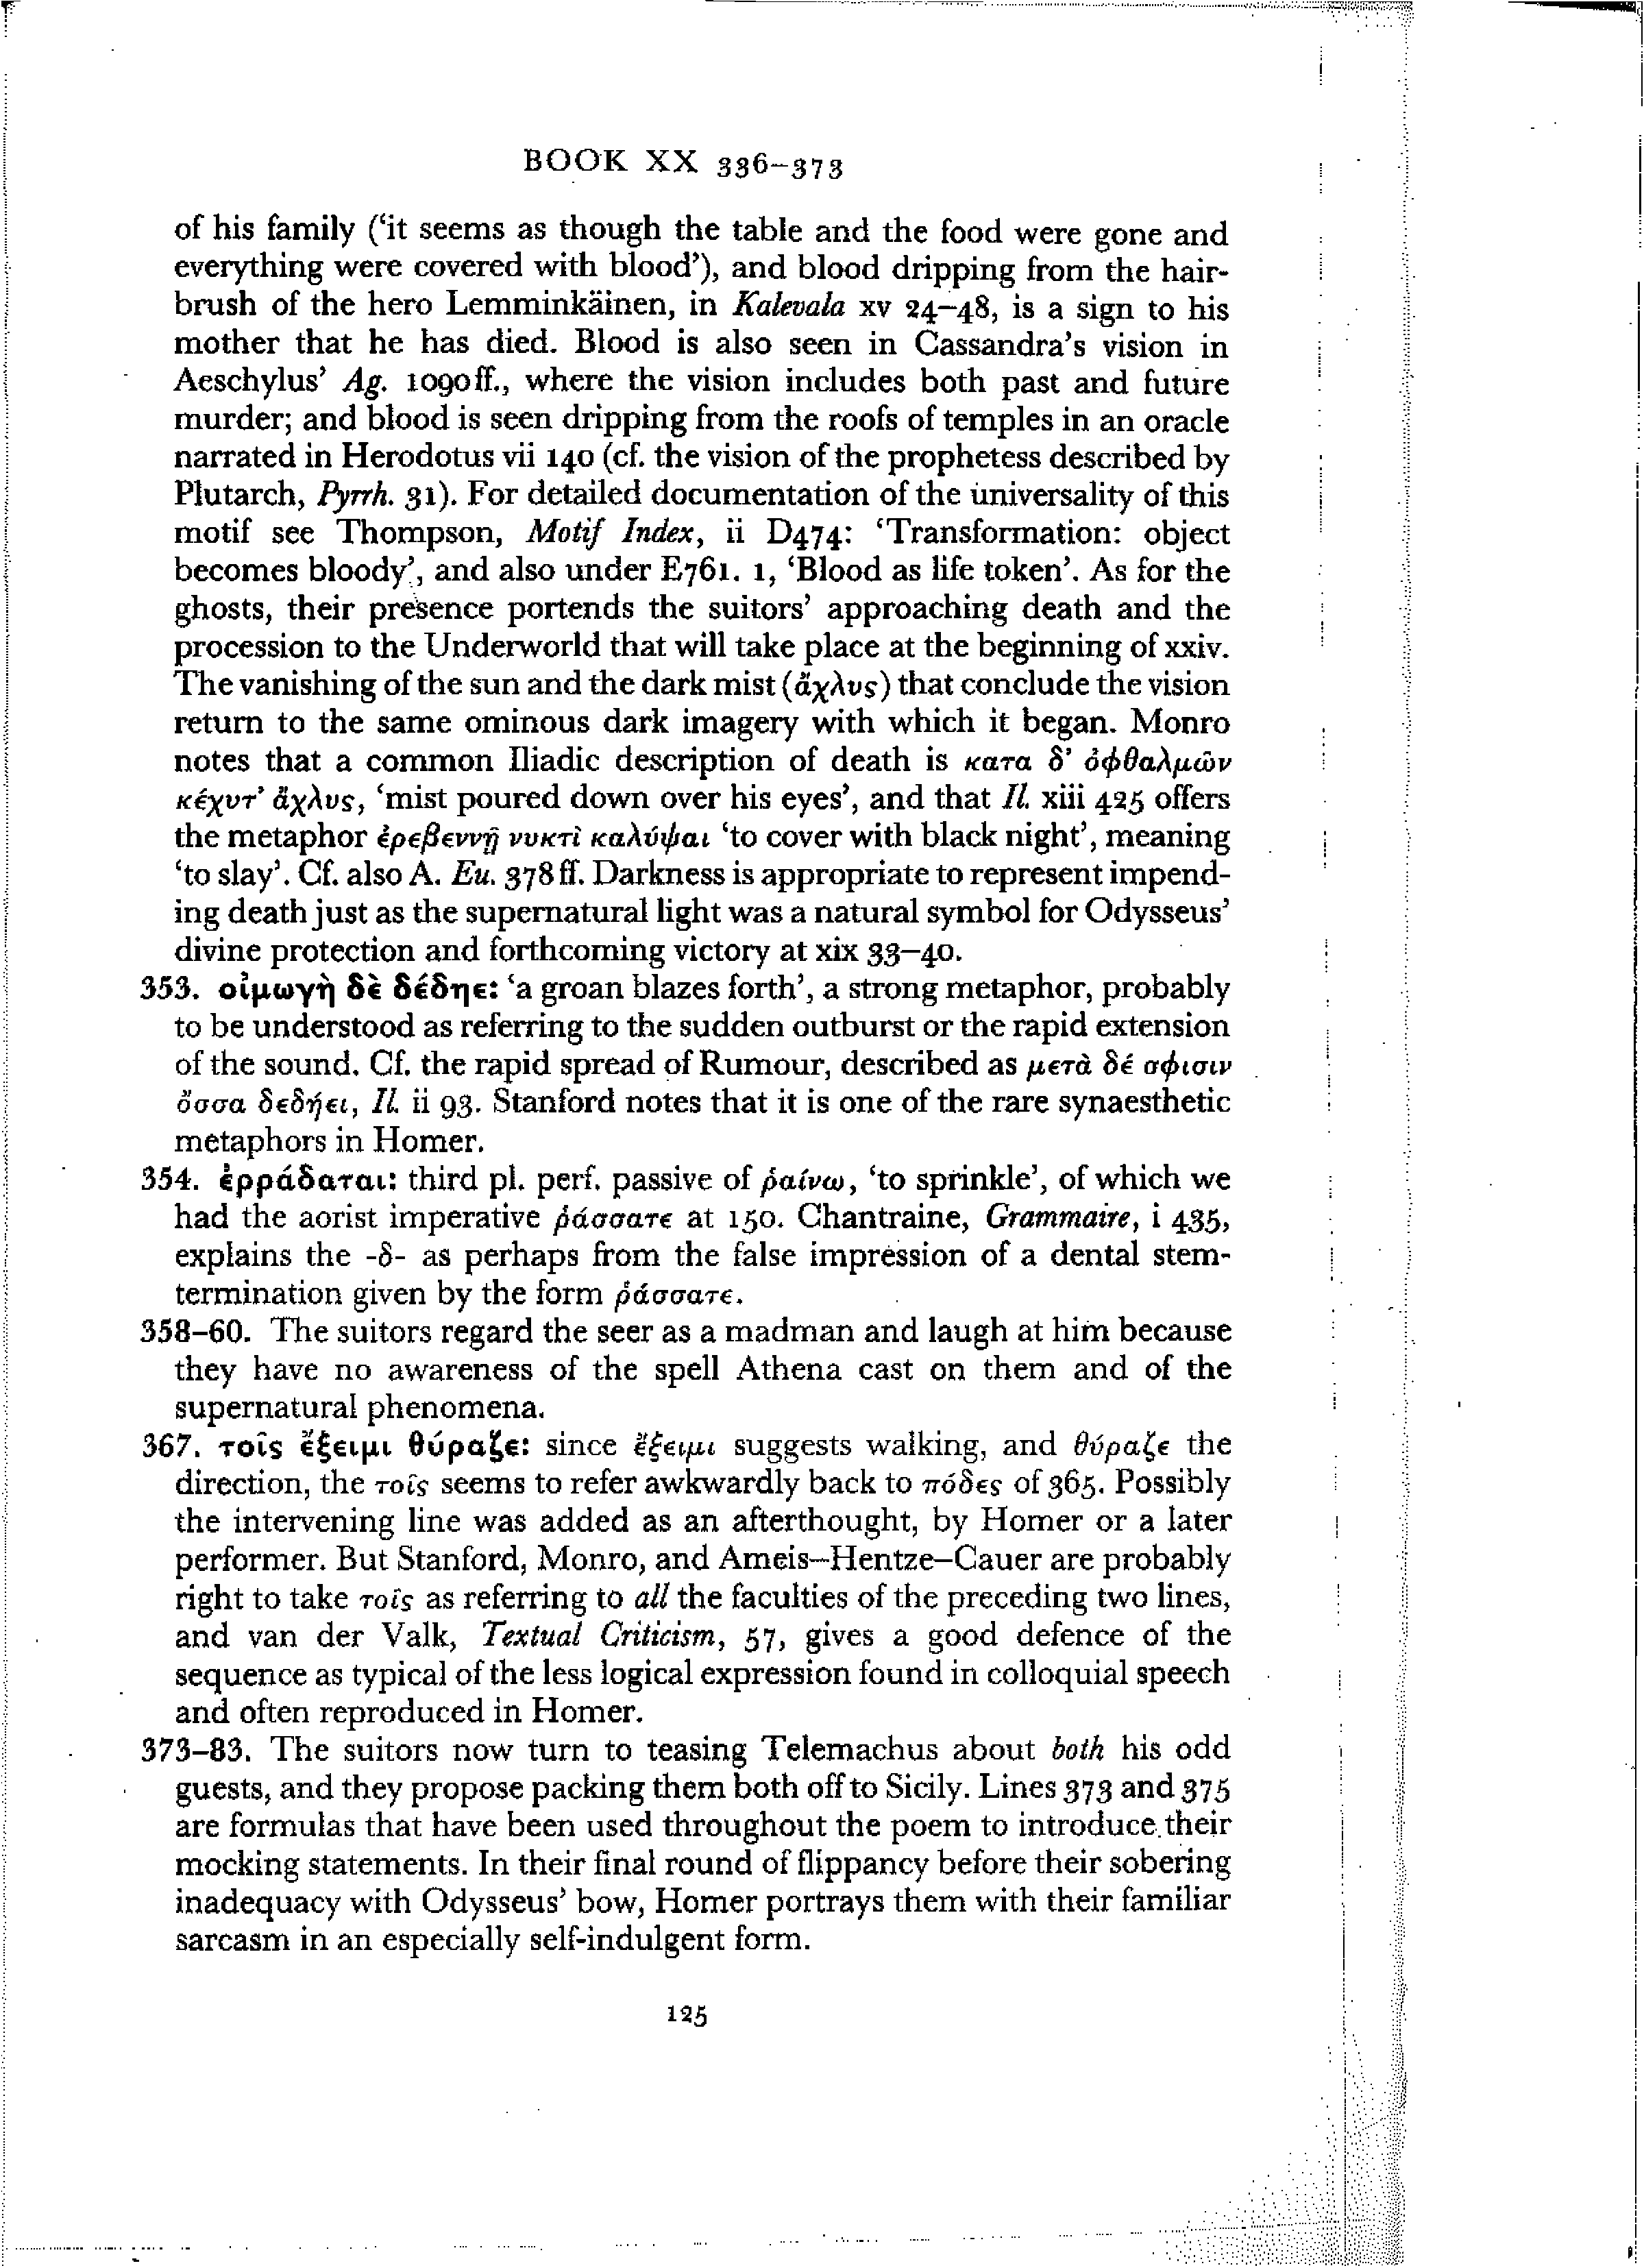 BOOK XX 336–373
of his family (‘it seems as though the table and the food were gone and
everything were covered with blood’), and blood dripping from the hair-
brush of the hero Lemminkäinen, in Kalevala xv 24–48, is a sign to his
mother that he has died. Blood is also seen in Cassandra’s vision in
Aeschylus’ Ag. 1090 ff., where the vision includes both past and future
murder; and blood is seen dripping from the roofs of temples in an oracle
narrated in Herodotus vii 140 (cf. the vision of the prophetess described by
Plutarch, Pyrrh. 31). For detailed documentation of the universality of this
motif see Thompson, Motif Index, ii D474: ‘Transformation: object
becomes bloody’, and also under E761. 1, ‘Blood as life token’. As for the
ghosts, their presence portends the suitors’ approaching death and the
procession to the Underworld that will take place at the beginning of xxiv.
The vanishing of the sun and the dark mist (ἄχλυς) that conclude the vision
return to the same ominous dark imagery with which it began. Monro
notes that a common Iliadic description of death is κατα δ’ ὀφθαλμῶν
κέχυτ’ ἄχλυς, ‘mist poured down over his eyes’, and that Il. xiii 425 offers
the metaphor ἐρεβεννῇ νυκτὶ καλύψαι ‘to cover with black night’, meaning
‘to slay’. Cf. also A. Eu. 378 ff. Darkness is appropriate to represent impend-
ing death just as the supernatural light was a natural symbol for Odysseus’
divine protection and forthcoming victory at xix 33–40.
353. οἰμωγὴ δὲ δέδηε: ‘a groan blazes forth’, a strong metaphor, probably
to be understood as referring to the sudden outburst or the rapid extension
of the sound. Cf. the rapid spread of Rumour, described as μετὰ δέ σφισιν
ὄσσα δεδήει, Il. ii 93. Stanford notes that it is one of the rare synaesthetic
metaphors in Homer.
354. ἐρράδαται: third pl. perf. passive of ῥαίνω, ‘to sprinkle’, of which we
had the aorist imperative ῥάσσατε at 150. Chantraine, Grammaire, i 435,
explains the -δ- as perhaps from the false impression of a dental stem-
termination given by the form ῥάσσατε.
358–60. The suitors regard the seer as a madman and laugh at him because
they have no awareness of the spell Athena cast on them and of the
supernatural phenomena.
367. τοῖς ἔξειμι θύραζε: since ἔξειμι suggests walking, and θύραζε the
direction, the τοῖς seems to refer awkwardly back to πόδες of 365. Possibly
the intervening line was added as an afterthought, by Homer or a later
performer. But Stanford, Monro, and Ameis–Hentze–Cauer are probably
right to take τοῖς as referring to all the faculties of the preceding two lines,
and van der Valk, Textual Criticism, 57, gives a good defence of the
sequence as typical of the less logical expression found in colloquial speech
and often reproduced in Homer.
373–83. The suitors now turn to teasing Telemachus about both his odd
guests, and they propose packing them both off to Sicily. Lines 373 and 375
are formulas that have been used throughout the poem to introduce their
mocking statements. In their final round of flippancy before their sobering
inadequacy with Odysseus’ bow, Homer portrays them with their familiar
sarcasm in an especially self-indulgent form.
125